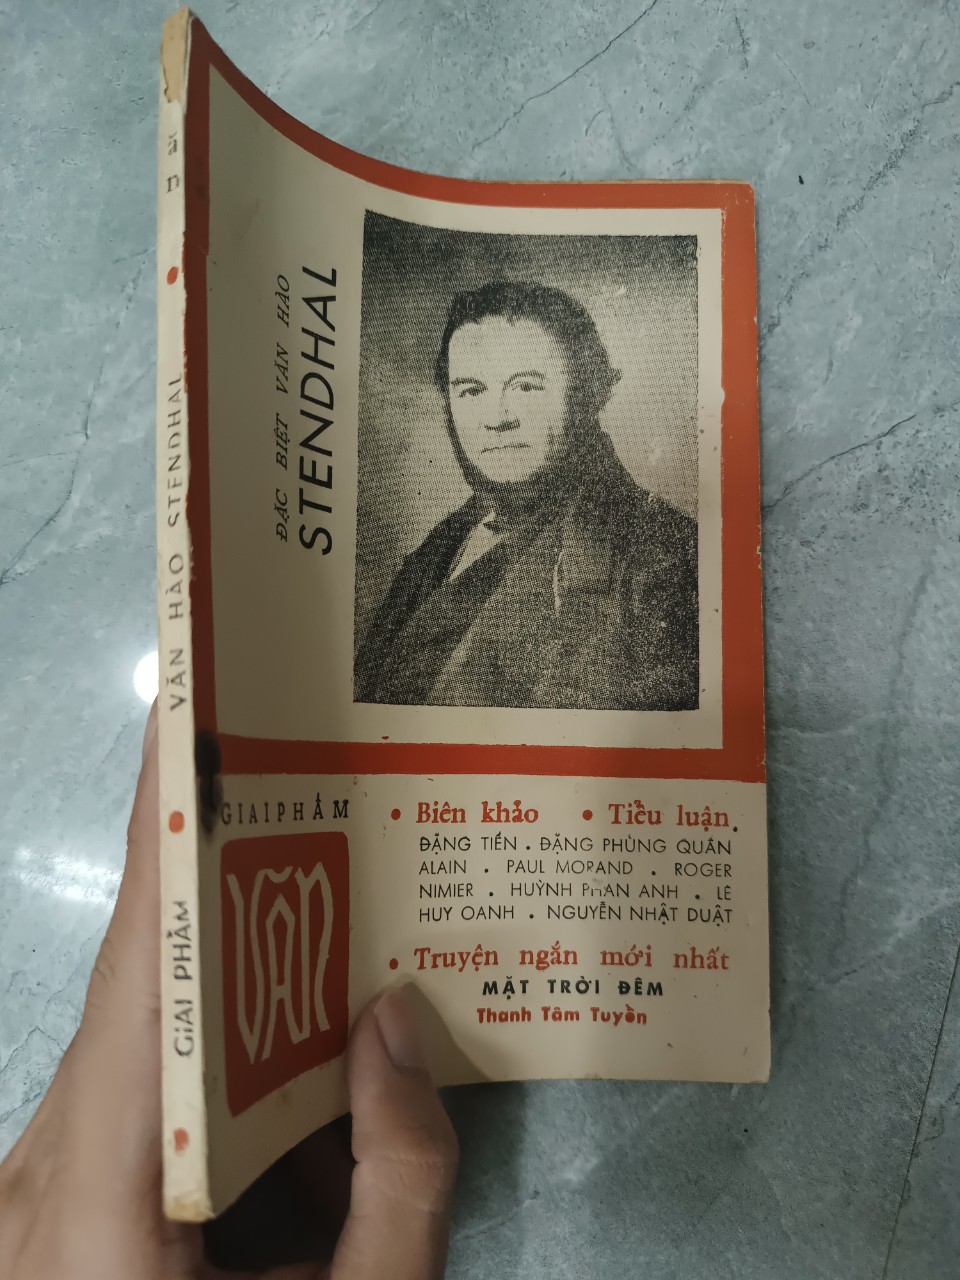 ĐẶC BIỆT VĂN HÀO
STENDHAL
GIAI PHẨM
VĂN
• Biên khảo • Tiểu luận.
ĐẶNG TIẾN . ĐẶNG PHÙNG QUÂN
ALAIN . PAUL MORAND . ROGER
NIMIER . HUỲNH PHAN ANH . LÊ
HUY OANH . NGUYỄN NHẬT DUẬT
• Truyện ngắn mới nhất
MẶT TRỜI ĐÊM
Thanh Tâm Tuyền
• GIAI PHẨM • VĂN HÀO STENDHAL •